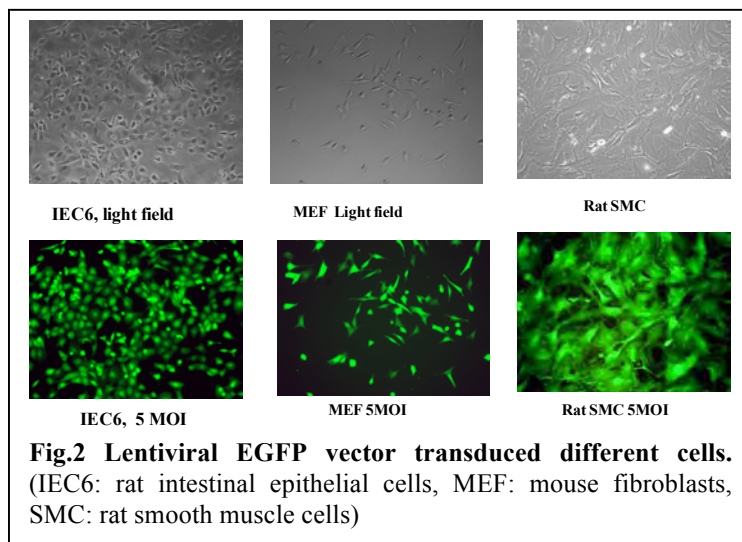 IEC6, light field
MEF Light field
Rat SMC
IEC6, 5 MOI
MEF 5MOI
Rat SMC 5MOI
Fig.2 Lentiviral EGFP vector transduced different cells.
(IEC6: rat intestinal epithelial cells, MEF: mouse fibroblasts,
SMC: rat smooth muscle cells)